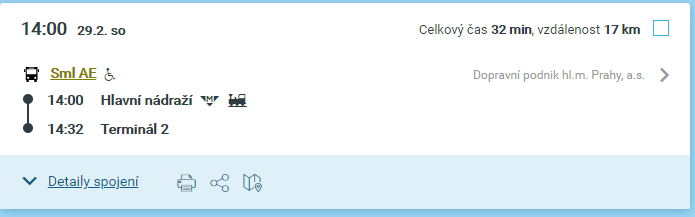 14:00 29.2. so Celkový čas 32 min, vzdálenost 17 km
Sml AE Dopravní podnik hl.m. Prahy, a.s.
14:00 Hlavní nádraží M
14:32 Terminál 2
Detaily spojení